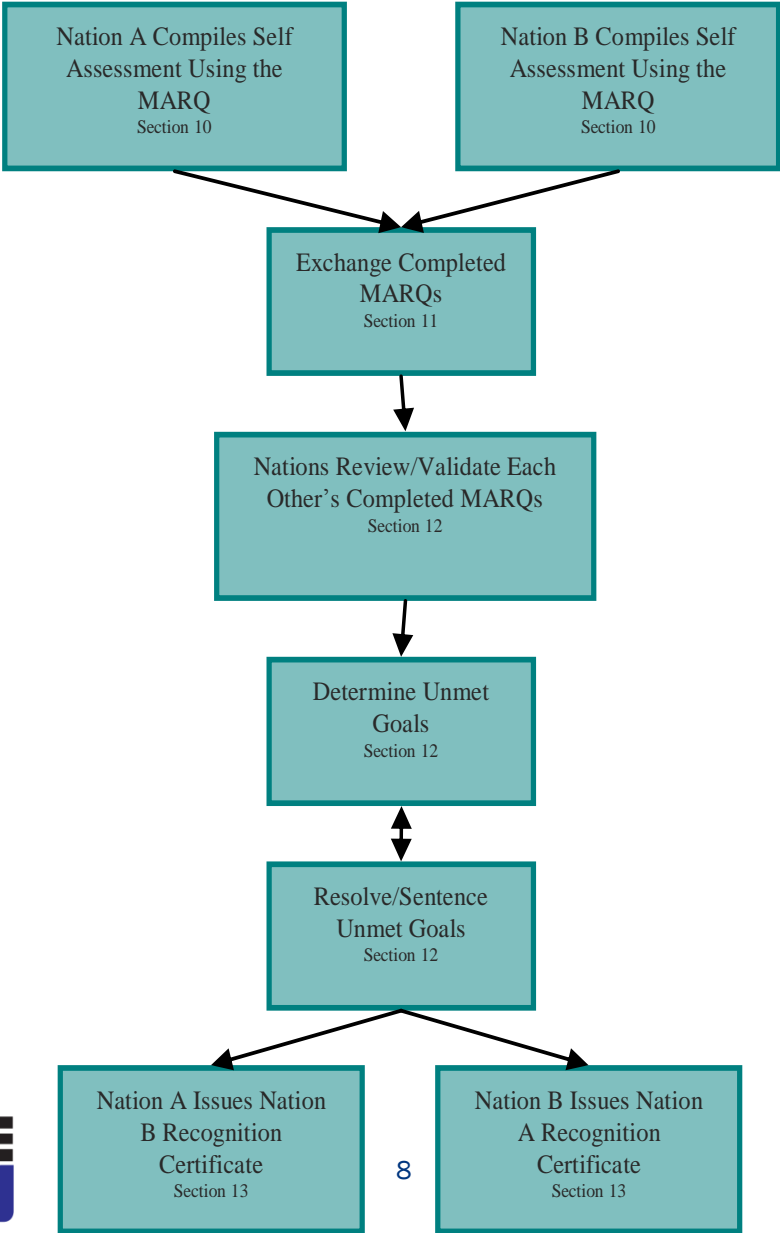 Nation A Compiles Self
Assessment Using the
MARQ
Section 10
Nation B Compiles Self
Assessment Using the
MARQ
Section 10
Exchange Completed
MARQs
Section 11
Nations Review/Validate Each
Other’s Completed MARQs
Section 12
Determine Unmet
Goals
Section 12
Resolve/Sentence
Unmet Goals
Section 12
Nation A Issues Nation
B Recognition
Certificate
Section 13
Nation B Issues Nation
A Recognition
Certificate
Section 13
8